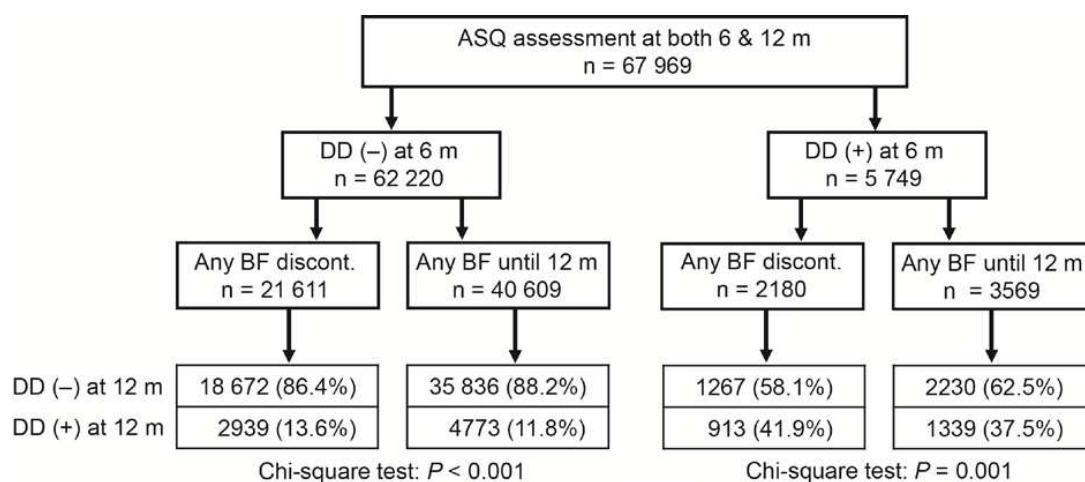 ASQ assessment at both 6 & 12 m
n = 67 969
DD (–) at 6 m
n = 62 220
DD (+) at 6 m
n = 5 749
Any BF discont.
n = 21 611
Any BF until 12 m
n = 40 609
Any BF discont.
n = 2180
Any BF until 12 m
n = 3569
DD (–) at 12 m 18 672 (86.4%) 35 836 (88.2%) 1267 (58.1%) 2230 (62.5%)
DD (+) at 12 m 2939 (13.6%) 4773 (11.8%) 913 (41.9%) 1339 (37.5%)
Chi-square test: P < 0.001 Chi-square test: P = 0.001